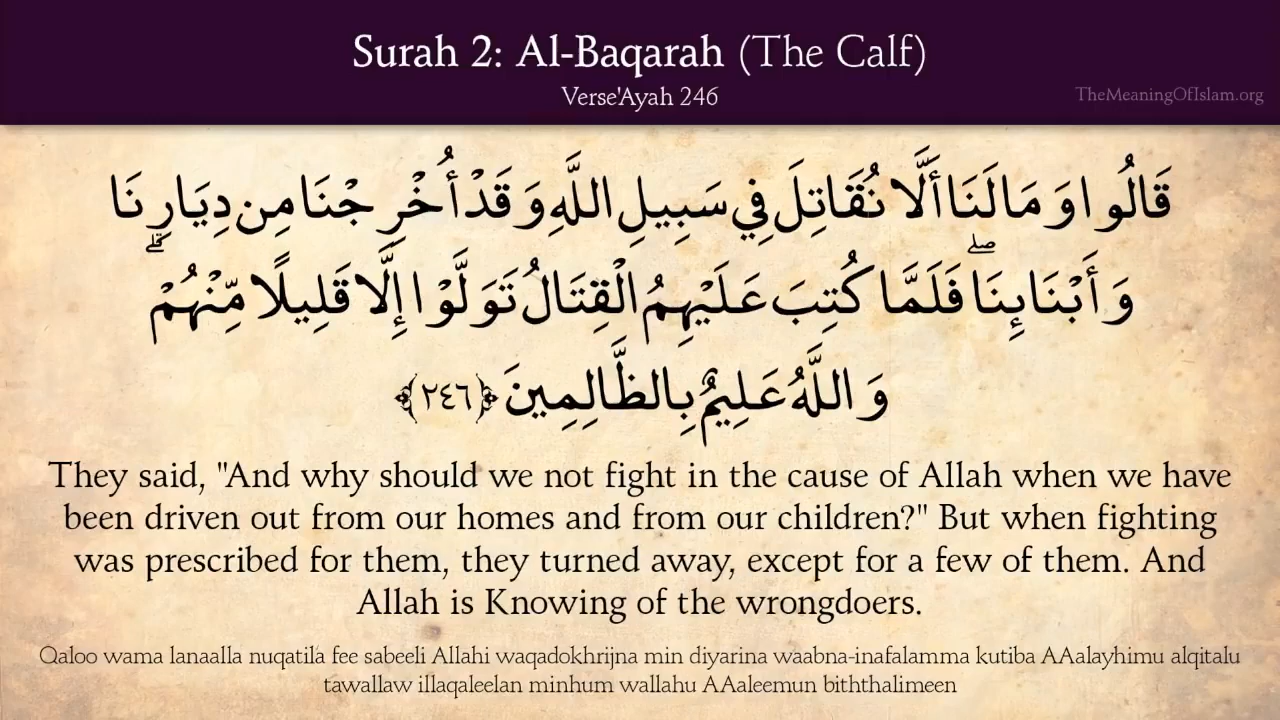 Surah 2: Al-Baqarah (The Calf)
Verse'Ayah 246
TheMeaningOfIslam.org
قَالُوا وَمَا لَنَا أَلَّا نُقَاتِلَ فِي سَبِيلِ اللَّهِ وَقَدْ أُخْرِجْنَا مِن دِيَارِنَا
وَأَبْنَائِنَا ۖ فَلَمَّا كُتِبَ عَلَيْهِمُ الْقِتَالُ تَوَلَّوْا إِلَّا قَلِيلًا مِّنْهُمْ ۗ
وَاللَّهُ عَلِيمٌ بِالظَّالِمِينَ ﴿٢٤٦﴾
They said, "And why should we not fight in the cause of Allah when we have
been driven out from our homes and from our children?" But when fighting
was prescribed for them, they turned away, except for a few of them. And
Allah is Knowing of the wrongdoers.
Qaloo wama lanaalla nuqatila fee sabeeli Allahi waqadokhrijna min diyarina waabna-inafalamma kutiba AAalayhimu alqitalu
tawallaw illaqaleelan minhum wallahu AAaleemun biththalimeen